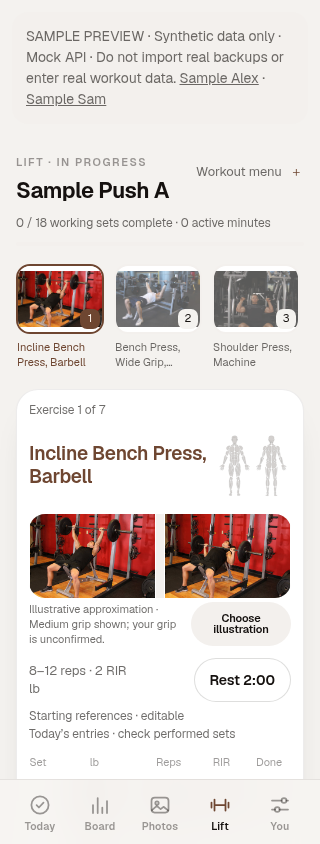 SAMPLE PREVIEW · Synthetic data only ·
Mock API · Do not import real backups or
enter real workout data. Sample Alex ·
Sample Sam
LIFT · IN PROGRESS
Workout menu +
Sample Push A
0 / 18 working sets complete · 0 active minutes
1
2
3
Incline Bench Press, Barbell
Bench Press, Wide Grip,…
Shoulder Press, Machine
Exercise 1 of 7
Incline Bench Press,
Barbell
Illustrative approximation ·
Medium grip shown; your grip
is unconfirmed.
Choose
illustration
8–12 reps · 2 RIR
lb
Rest 2:00
Starting references · editable
Today's entries · check performed sets
Set lb Reps RIR Done
Today Board Photos Lift You